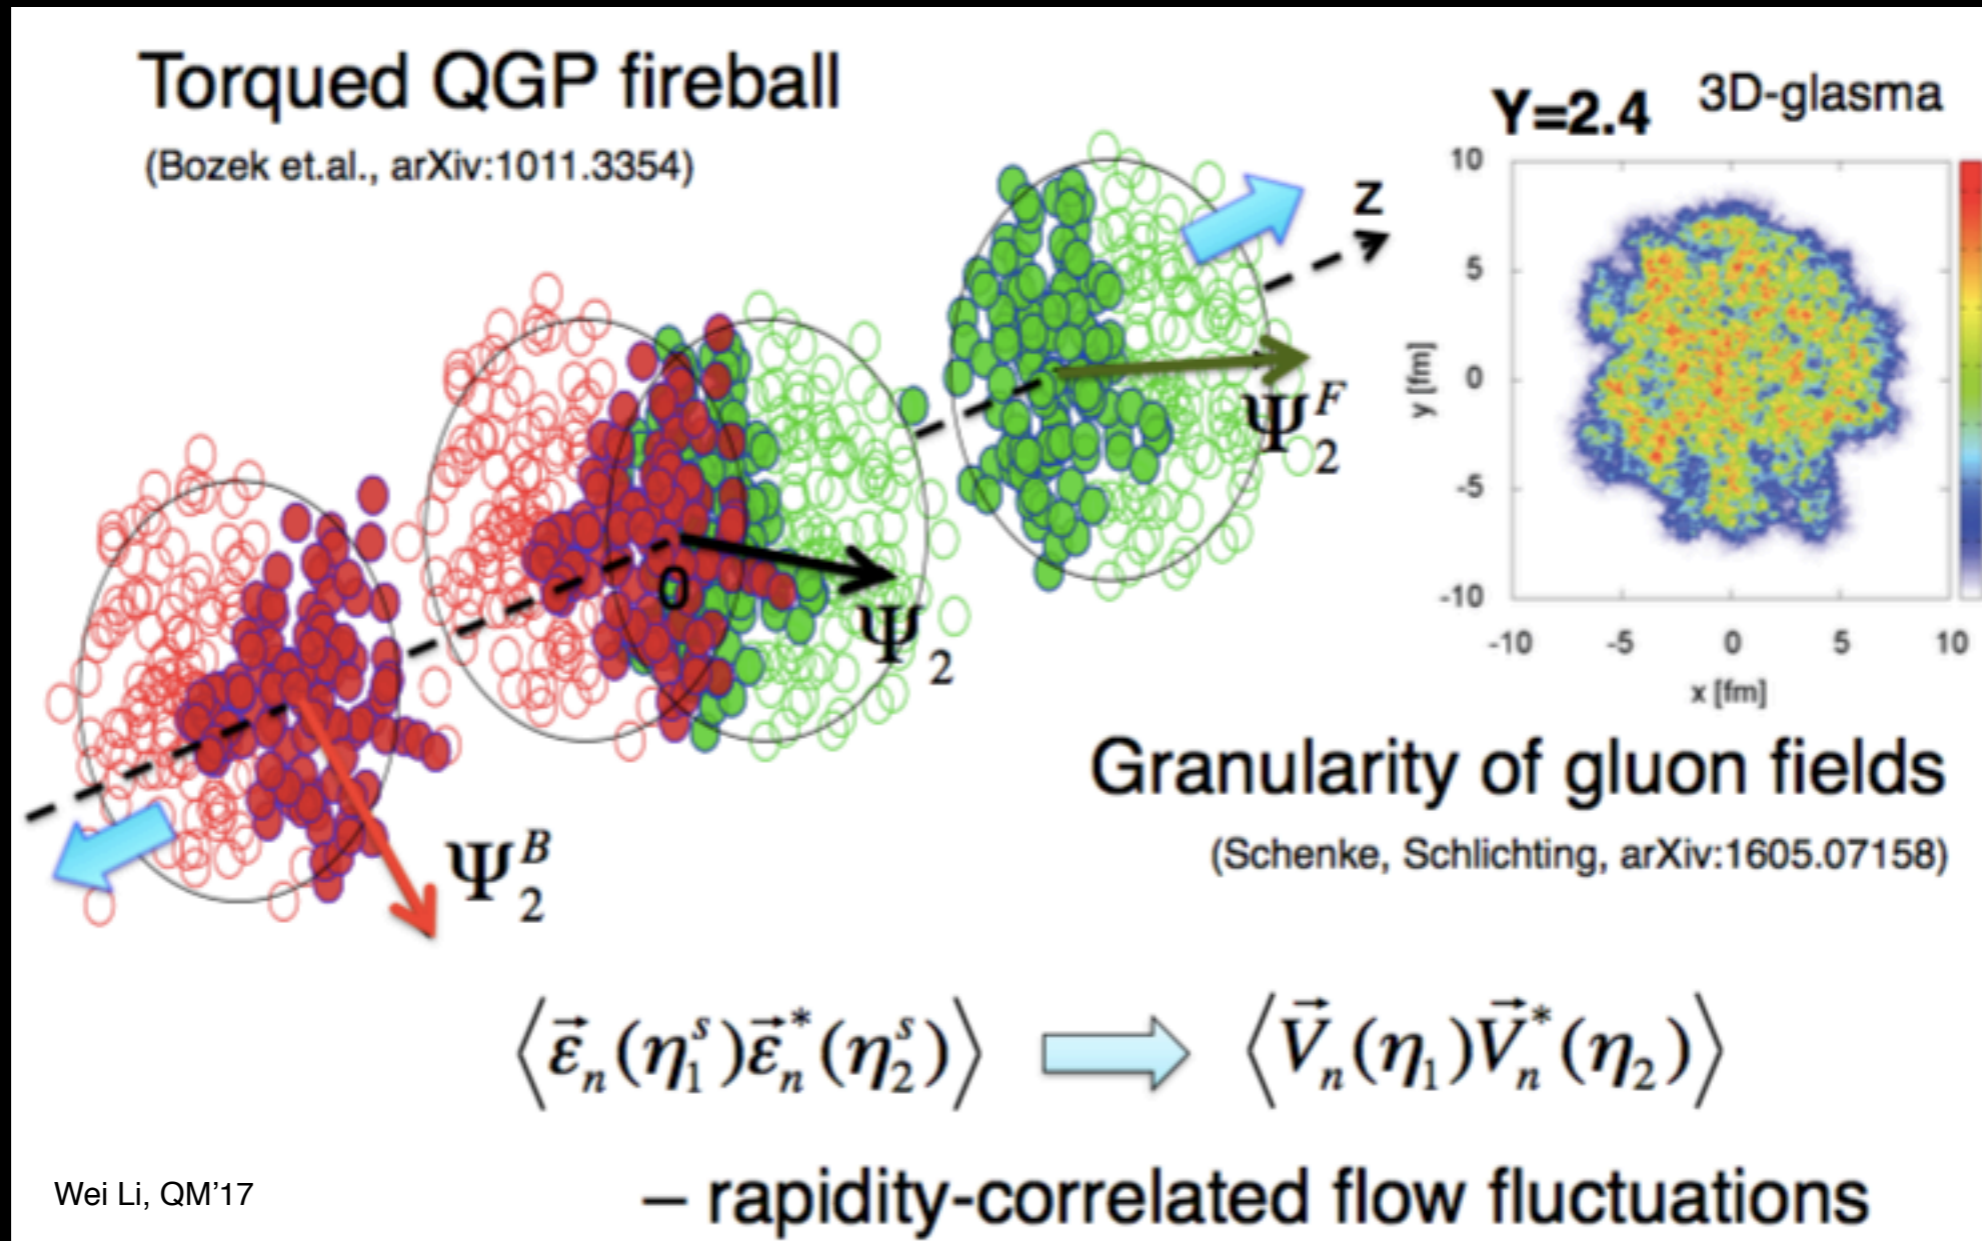 Torqued QGP fireball
(Bozek et.al., arXiv:1011.3354)
Y=2.4 3D-glasma
10
5
0
-5
-10
y [fm]
-10 -5 0 5 10
x [fm]
z
Ψ₂^F
0
Ψ₂
Ψ₂^B
Granularity of gluon fields
(Schenke, Schlichting, arXiv:1605.07158)
⟨ε⃗ₙ(η₁ˢ)ε⃗ₙ*(η₂ˢ)⟩ ⟨V⃗ₙ(η₁)V⃗ₙ*(η₂)⟩
– rapidity-correlated flow fluctuations
Wei Li, QM'17